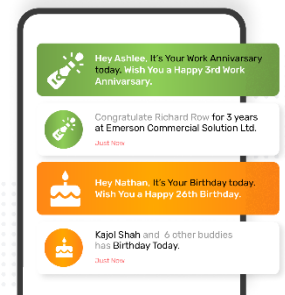 Hey Ashlee, It's Your Work Annivarsary
today. Wish You a Happy 3rd Work
Annivarsary.
Congratulate Richard Row for 3 years
at Emerson Commercial Solution Ltd.
Just Now
Hey Nathan, It's Your Birthday today.
Wish You a Happy 26th Birthday.
Kajol Shah and 6 other buddies
has Birthday Today.
Just Now